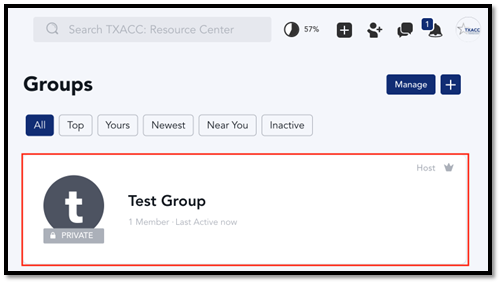 Search TXACC: Resource Center
57%
1
TXACC
Groups
Manage
All Top Yours Newest Near You Inactive
Host
t
PRIVATE
Test Group
1 Member · Last Active now